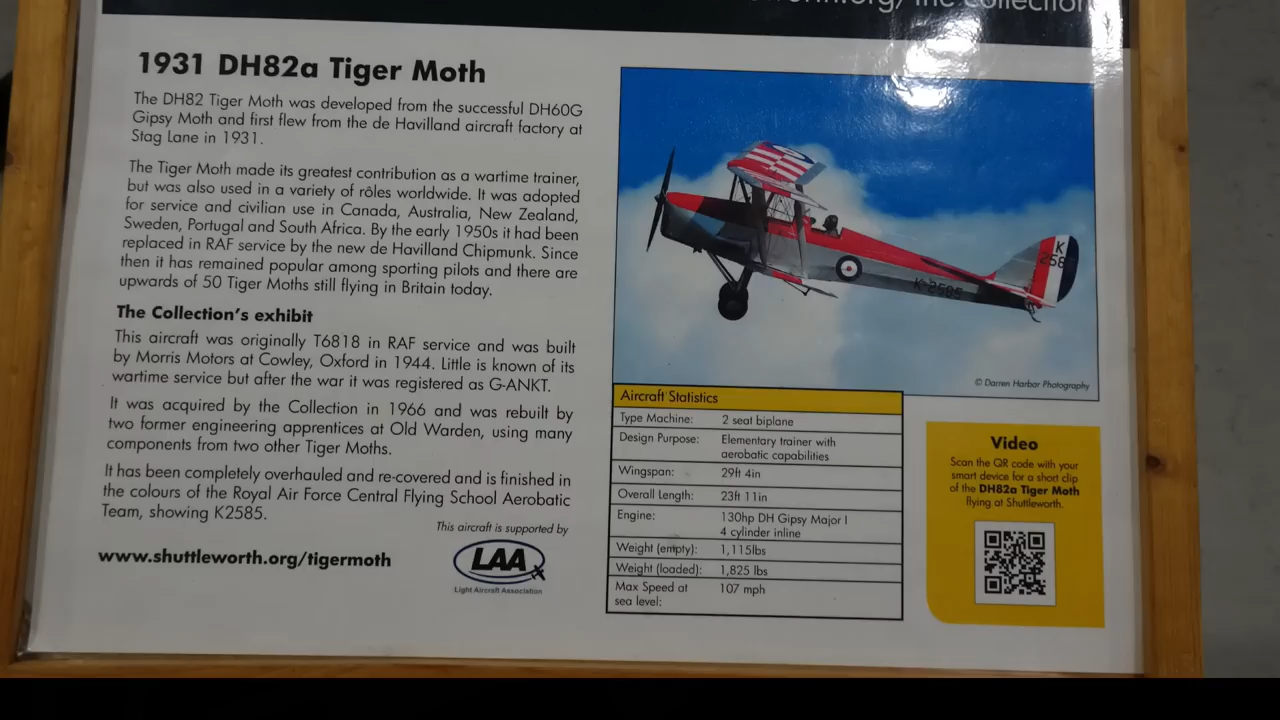 The collection
1931 DH82a Tiger Moth
The DH82 Tiger Moth was developed from the successful DH60G
Gipsy Moth and first flew from the de Havilland aircraft factory at
Stag Lane in 1931.
The Tiger Moth made its greatest contribution as a wartime trainer,
but was also used in a variety of rôles worldwide. It was adopted
for service and civilian use in Canada, Australia, New Zealand,
Sweden, Portugal and South Africa. By the early 1950s it had been
replaced in RAF service by the new de Havilland Chipmunk. Since
then it has remained popular among sporting pilots and there are
upwards of 50 Tiger Moths still flying in Britain today.
The Collection's exhibit
This aircraft was originally T6818 in RAF service and was built
by Morris Motors at Cowley, Oxford in 1944. Little is known of its
wartime service but after the war it was registered as G-ANKT.
It was acquired by the Collection in 1966 and was rebuilt by
two former engineering apprentices at Old Warden, using many
components from two other Tiger Moths.
It has been completely overhauled and re-covered and is finished in
the colours of the Royal Air Force Central Flying School Aerobatic
Team, showing K2585.
This aircraft is supported by
LAA
Light Aircraft Association
www.shuttleworth.org/tigermoth
K
258
K-2585
© Darren Harbor Photography
Aircraft Statistics
Type Machine: 2 seat biplane
Design Purpose: Elementary trainer with
aerobatic capabilities
Wingspan: 29ft 4in
Overall Length: 23ft 11in
Engine: 130hp DH Gipsy Major I
4 cylinder inline
Weight (empty): 1,115lbs
Weight (loaded): 1,825 lbs
Max Speed at 107 mph
sea level:
Video
Scan the QR code with your
smart device for a short clip
of the DH82a Tiger Moth
flying at Shuttleworth.